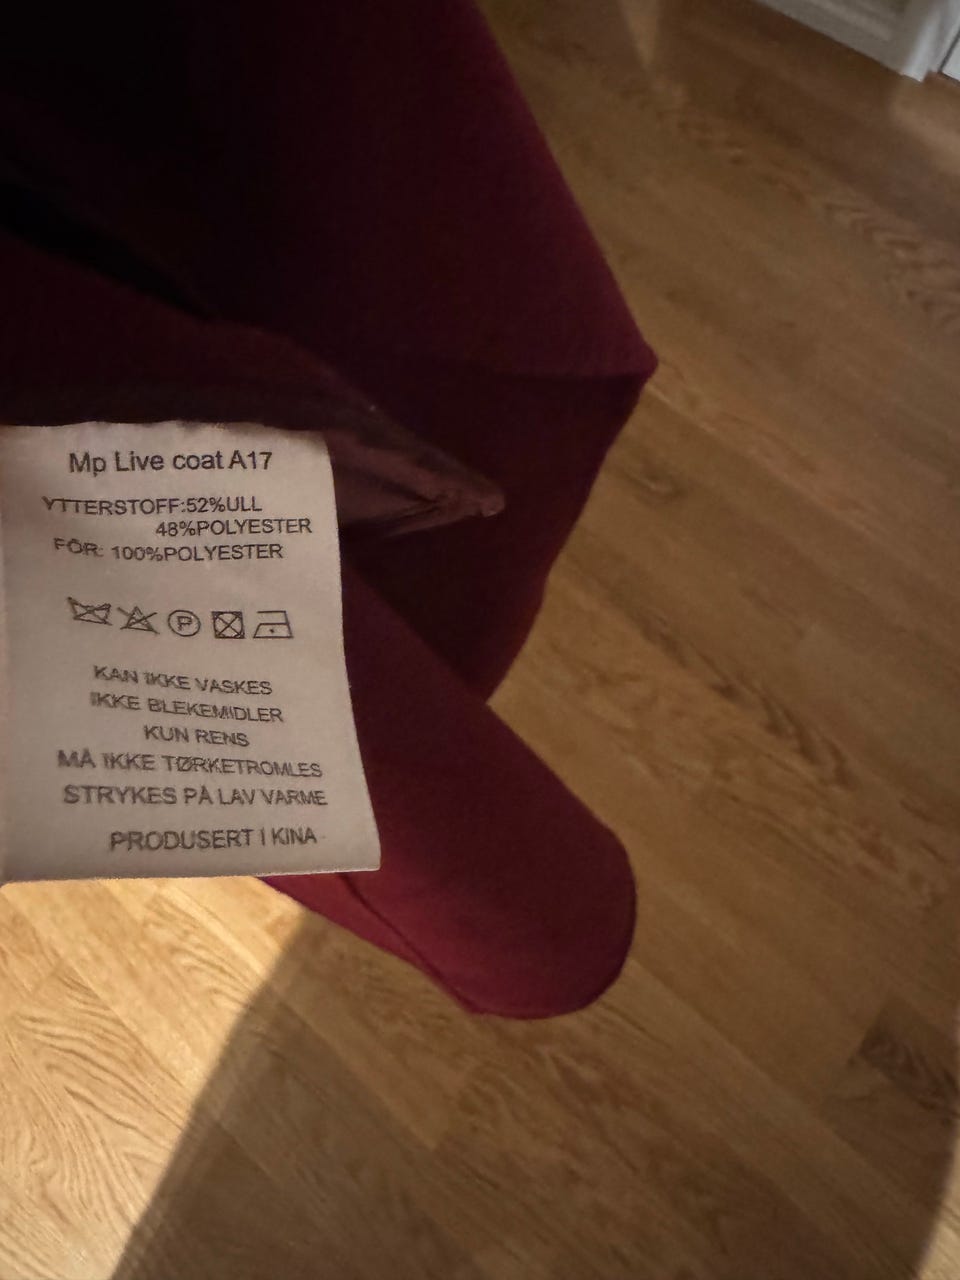 Mp Live coat A17
YTTERSTOFF:52%ULL
48%POLYESTER
FÔR: 100%POLYESTER
P
KAN IKKE VASKES
IKKE BLEKEMIDLER
KUN RENS
MÅ IKKE TØRKETROMLES
STRYKES PÅ LAV VARME
PRODUSERT I KINA